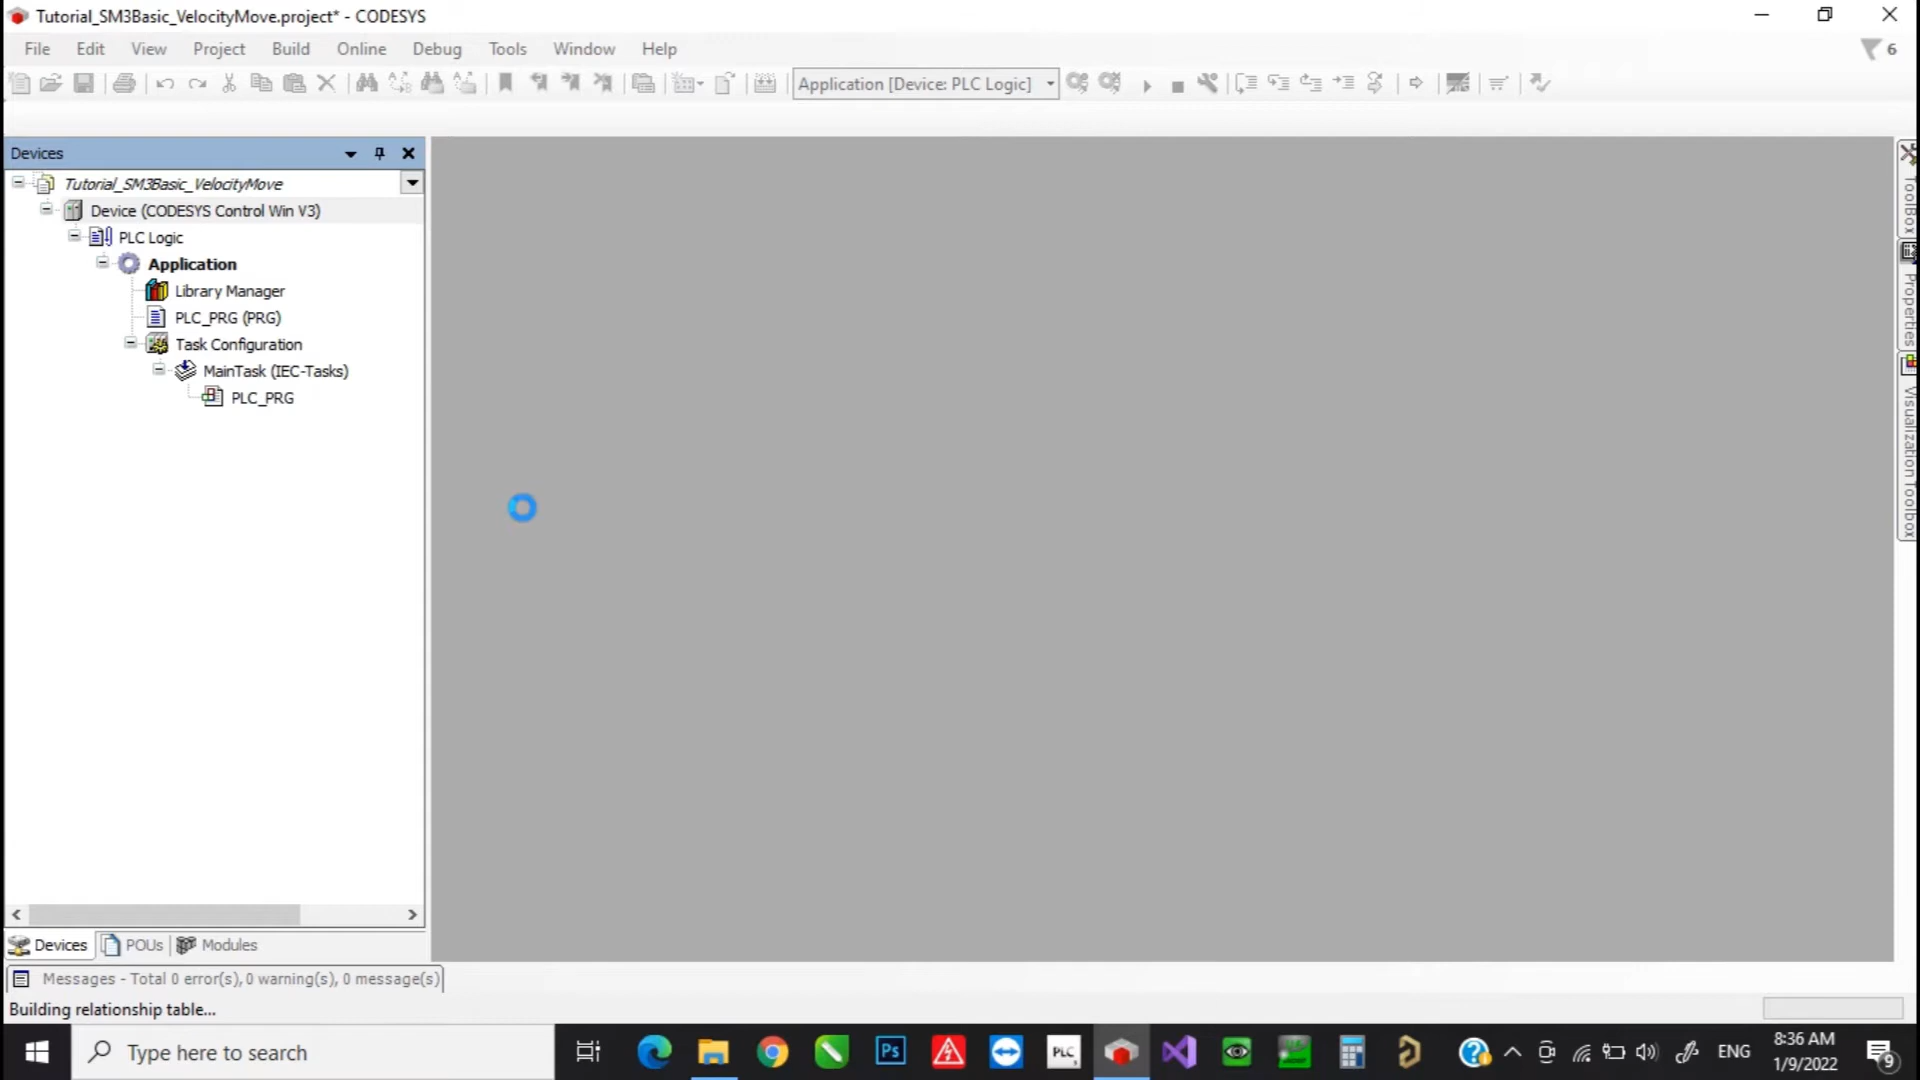 Tutorial_SM3Basic_VelocityMove.project* - CODESYS
File Edit View Project Build Online Debug Tools Window Help
6
Application [Device: PLC Logic]
Devices
Tutorial_SM3Basic_VelocityMove
Device (CODESYS Control Win V3)
PLC Logic
Application
Library Manager
PLC_PRG (PRG)
Task Configuration
MainTask (IEC-Tasks)
PLC_PRG
ToolBox
Properties
Visualization Toolbox
Devices POUs Modules
Messages - Total 0 error(s), 0 warning(s), 0 message(s)
Building relationship table...
Type here to search
Ps
PLC
ENG
8:36 AM
1/9/2022
9